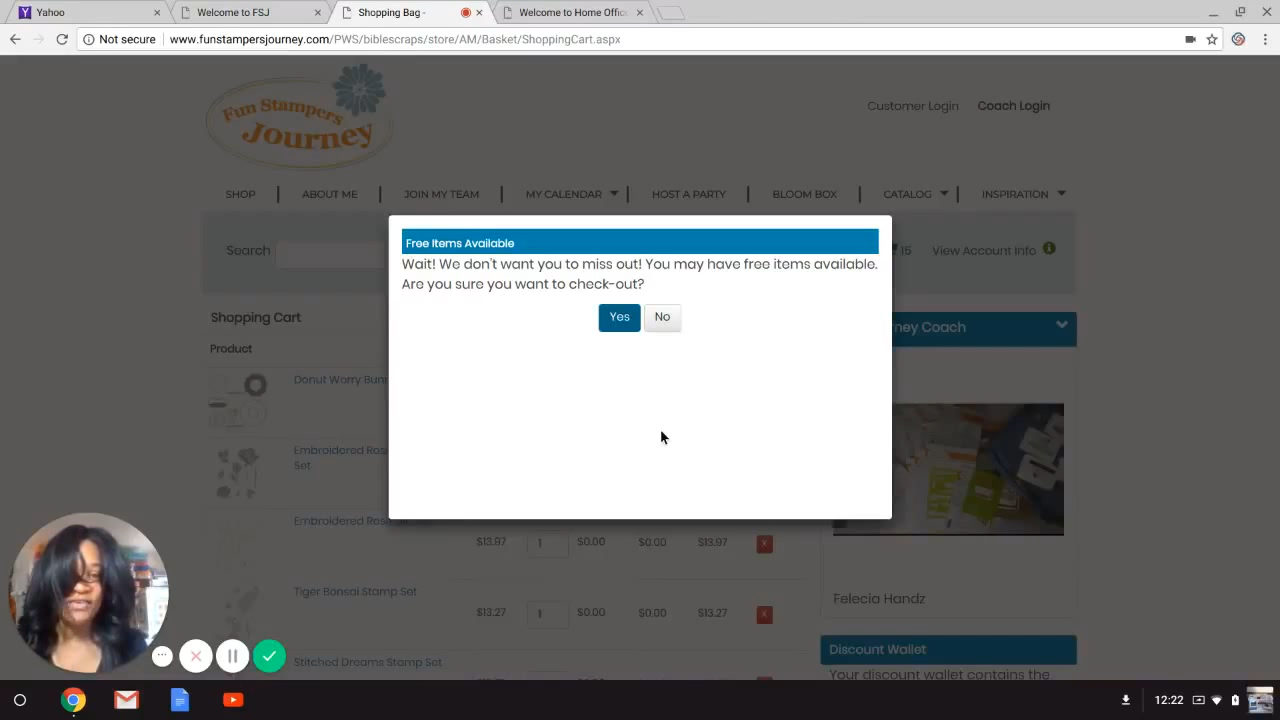 Yahoo
Welcome to FSJ
Shopping Bag -
Welcome to Home Offic
Not secure
www.funstampersjourney.com/PWS/biblescraps/store/AM/Basket/ShoppingCart.aspx
Fun Stampers
Journey
Customer Login
Coach Login
SHOP
ABOUT ME
JOIN MY TEAM
MY CALENDAR
HOST A PARTY
BLOOM BOX
CATALOG
INSPIRATION
Search
15
View Account Info
Free Items Available
Wait! We don't want you to miss out! You may have free items available.
Are you sure you want to check-out?
Yes
No
Shopping Cart
Product
ney Coach
Donut Worry Bun
Embroidered Ros
Set
Embroidered Ros
$13.97 1 $0.00 $0.00 $13.97 X
Tiger Bonsai Stamp Set
$13.27 1 $0.00 $0.00 $13.27 X
Stitched Dreams Stamp Set
Felecia Handz
Discount Wallet
Your discount wallet contains the
12:22